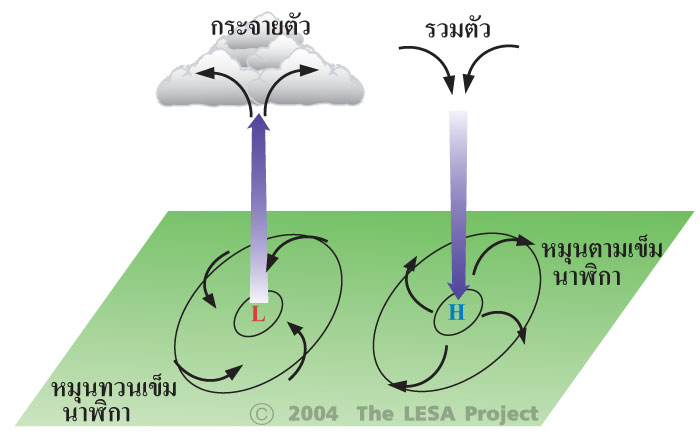 กระจายตัว
รวมตัว
หมุนตามเข็ม
นาฬิกา
L
H
หมุนทวนเข็ม
นาฬิกา
© 2004 The LESA Project